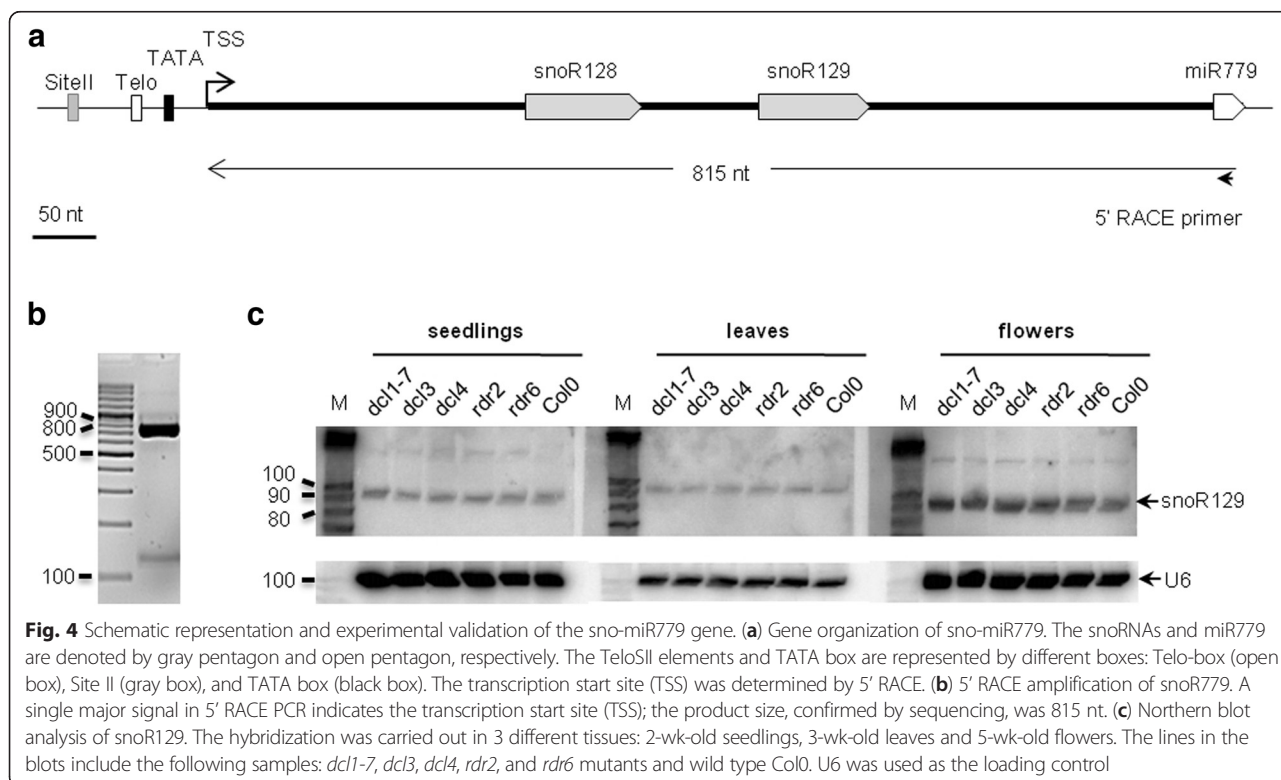 a
TSS
TATA
SiteII Telo snoR128 snoR129 miR779
815 nt
50 nt
5' RACE primer
b
900
800
500
100
c
seedlings leaves flowers
M dcl1-7 dcl3 dcl4 rdr2 rdr6 Col0 M dcl1-7 dcl3 dcl4 rdr2 rdr6 Col0 M dcl1-7 dcl3 dcl4 rdr2 rdr6 Col0
100
90
80
snoR129
100
U6
Fig. 4 Schematic representation and experimental validation of the sno-miR779 gene. (a) Gene organization of sno-miR779. The snoRNAs and miR779
are denoted by gray pentagon and open pentagon, respectively. The TeloSII elements and TATA box are represented by different boxes: Telo-box (open
box), Site II (gray box), and TATA box (black box). The transcription start site (TSS) was determined by 5' RACE. (b) 5' RACE amplification of snoR779. A
single major signal in 5' RACE PCR indicates the transcription start site (TSS); the product size, confirmed by sequencing, was 815 nt. (c) Northern blot
analysis of snoR129. The hybridization was carried out in 3 different tissues: 2-wk-old seedlings, 3-wk-old leaves and 5-wk-old flowers. The lines in the
blots include the following samples: dcl1-7, dcl3, dcl4, rdr2, and rdr6 mutants and wild type Col0. U6 was used as the loading control